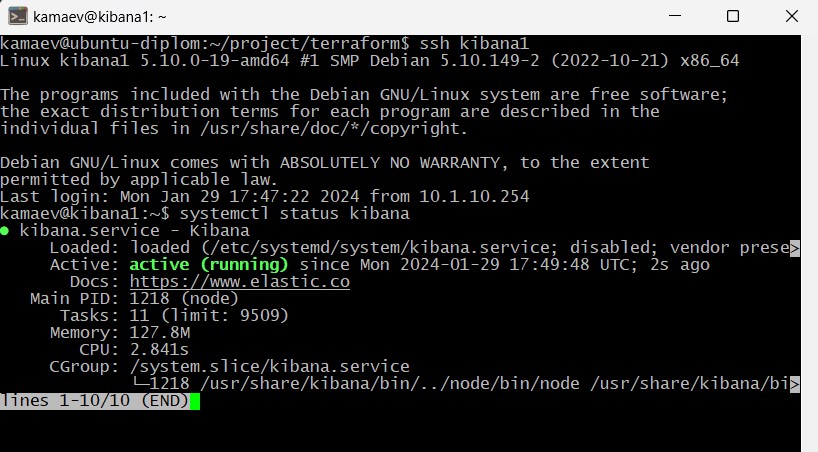 kamaev@kibana1: ~
kamaev@ubuntu-diplom:~/project/terraform$ ssh kibana1
Linux kibana1 5.10.0-19-amd64 #1 SMP Debian 5.10.149-2 (2022-10-21) x86_64
The programs included with the Debian GNU/Linux system are free software;
the exact distribution terms for each program are described in the
individual files in /usr/share/doc/*/copyright.
Debian GNU/Linux comes with ABSOLUTELY NO WARRANTY, to the extent
permitted by applicable law.
Last login: Mon Jan 29 17:47:22 2024 from 10.1.10.254
kamaev@kibana1:~$ systemctl status kibana
● kibana.service - Kibana
Loaded: loaded (/etc/systemd/system/kibana.service; disabled; vendor prese>
Active: active (running) since Mon 2024-01-29 17:49:48 UTC; 2s ago
Docs: https://www.elastic.co
Main PID: 1218 (node)
Tasks: 11 (limit: 9509)
Memory: 127.8M
CPU: 2.841s
CGroup: /system.slice/kibana.service
└─1218 /usr/share/kibana/bin/../node/bin/node /usr/share/kibana/bi>
lines 1-10/10 (END)